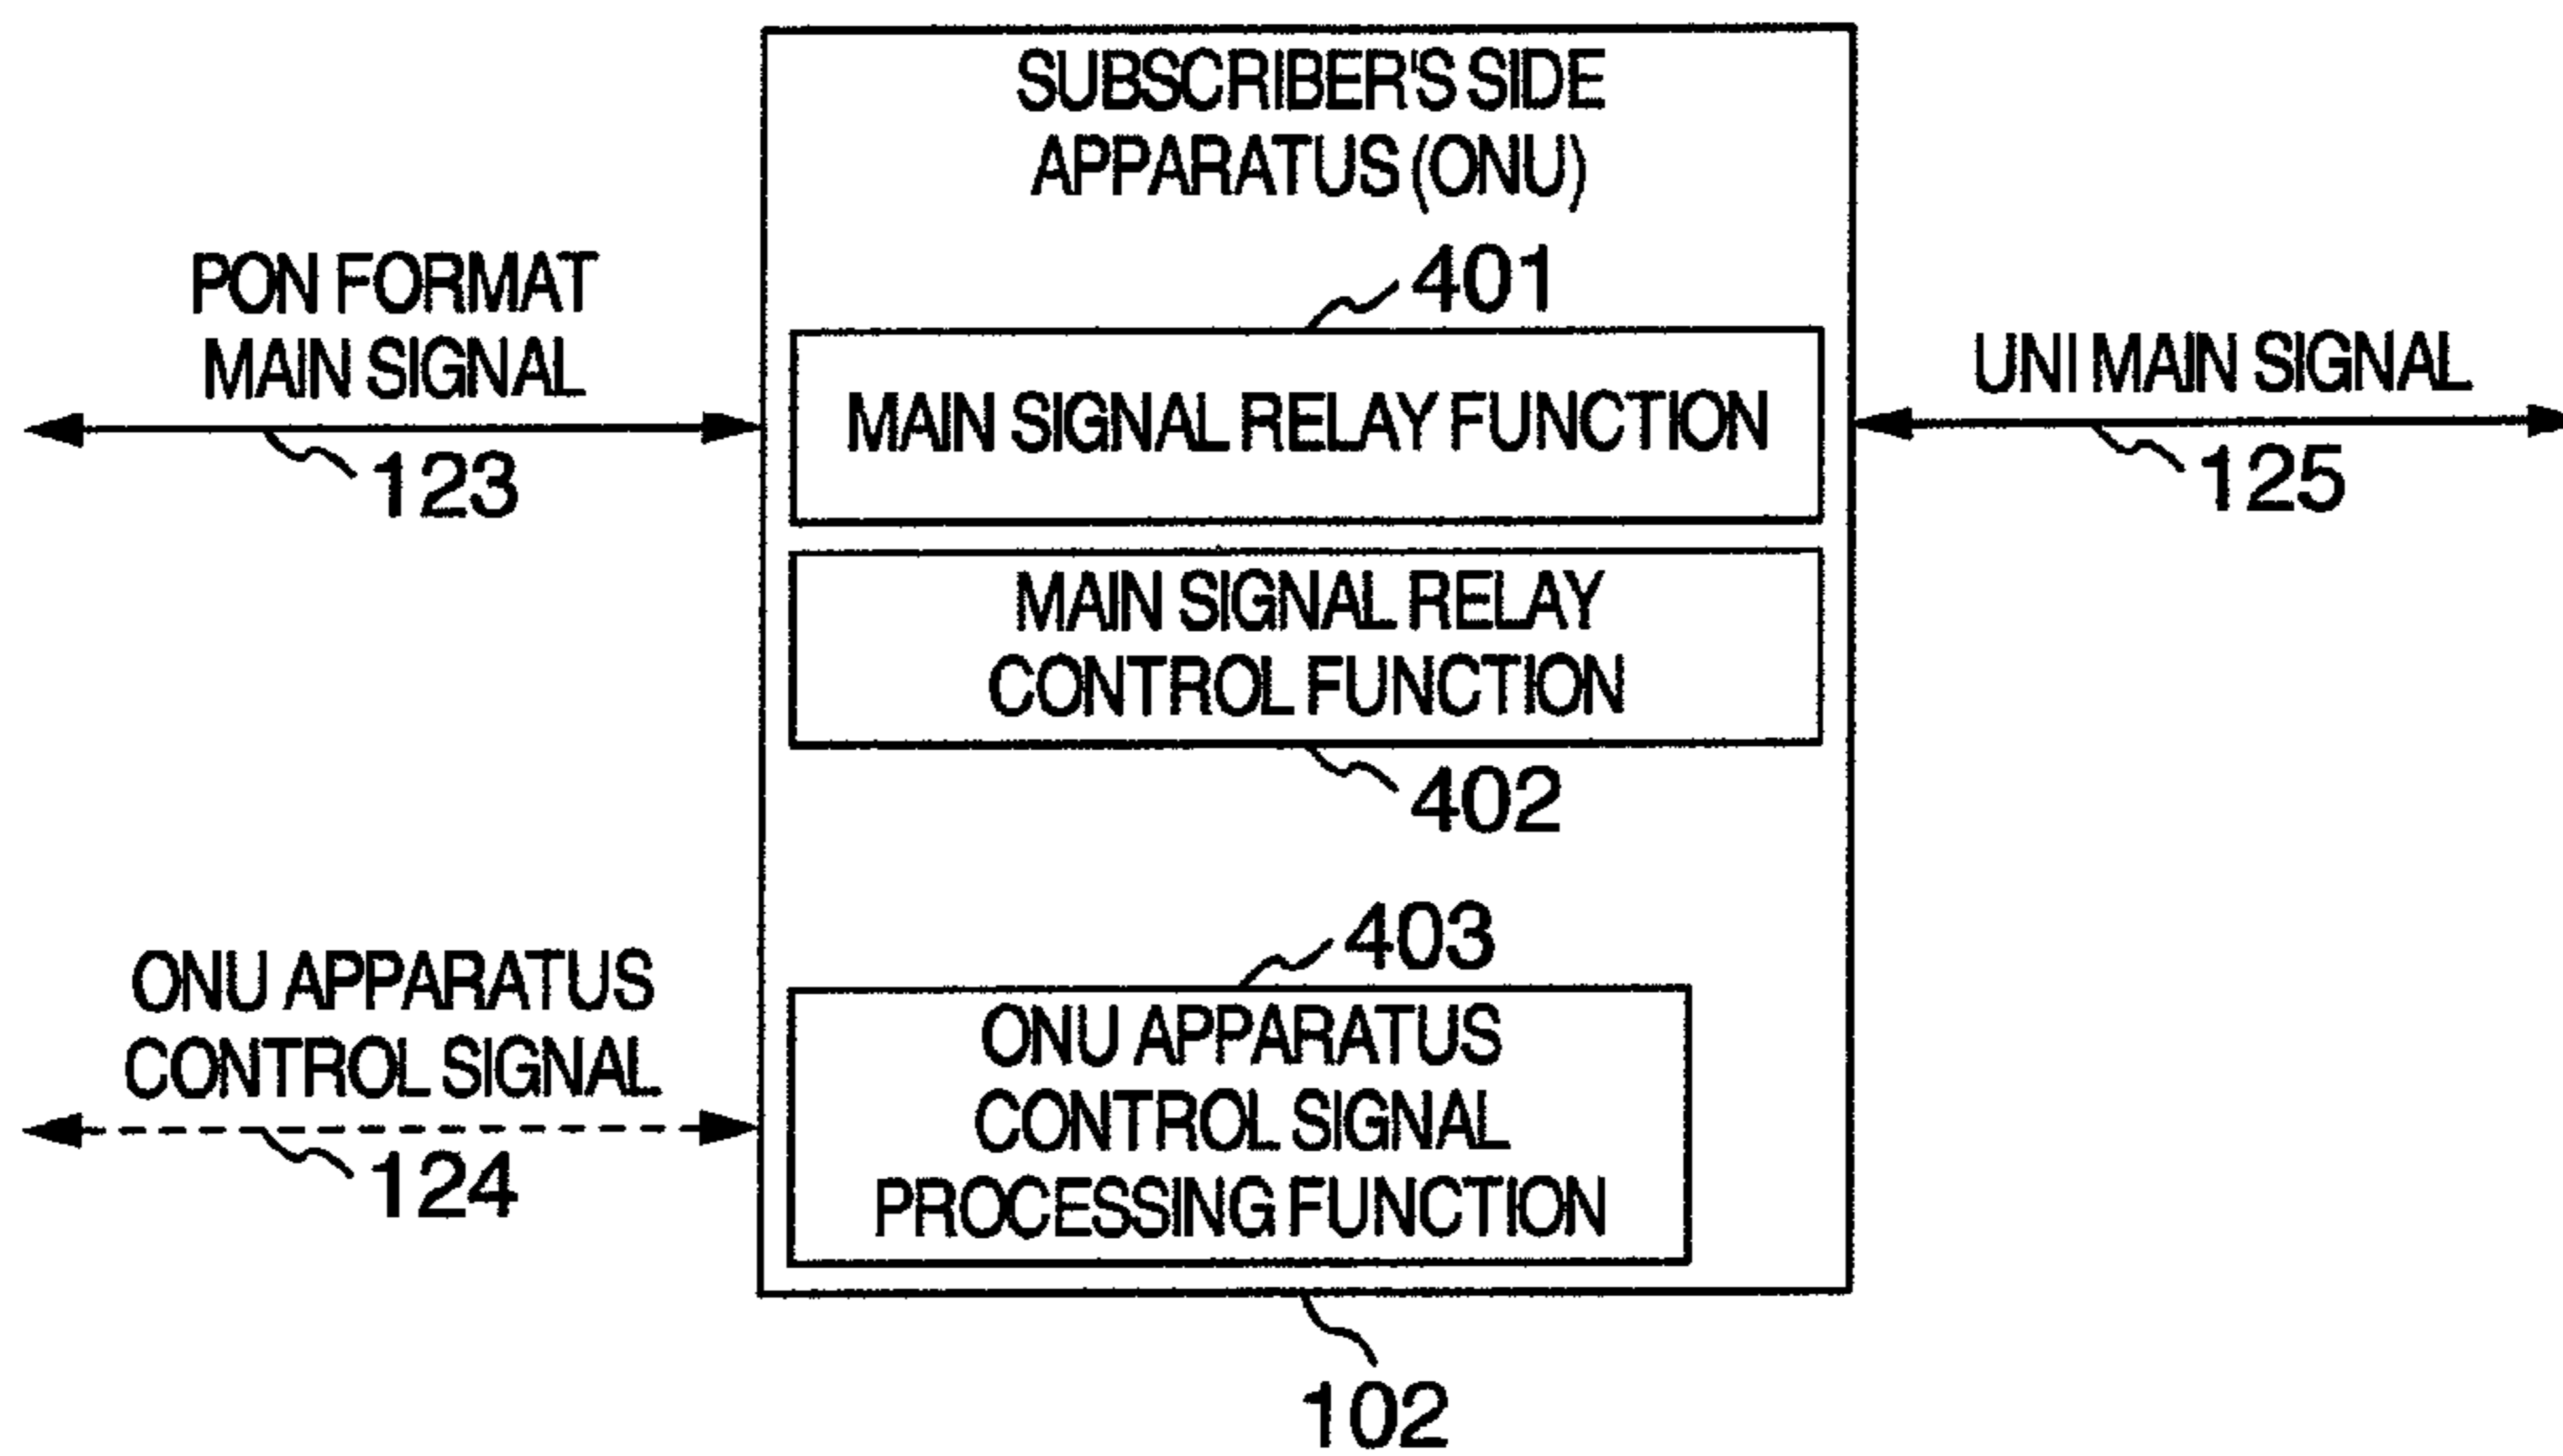 SUBSCRIBER'S SIDE
APPARATUS (ONU)
401
PON FORMAT
MAIN SIGNAL
123
MAIN SIGNAL RELAY FUNCTION
UNI MAIN SIGNAL
125
MAIN SIGNAL RELAY
CONTROL FUNCTION
402
403
ONU APPARATUS
CONTROL SIGNAL
124
ONU APPARATUS
CONTROL SIGNAL
PROCESSING FUNCTION
102